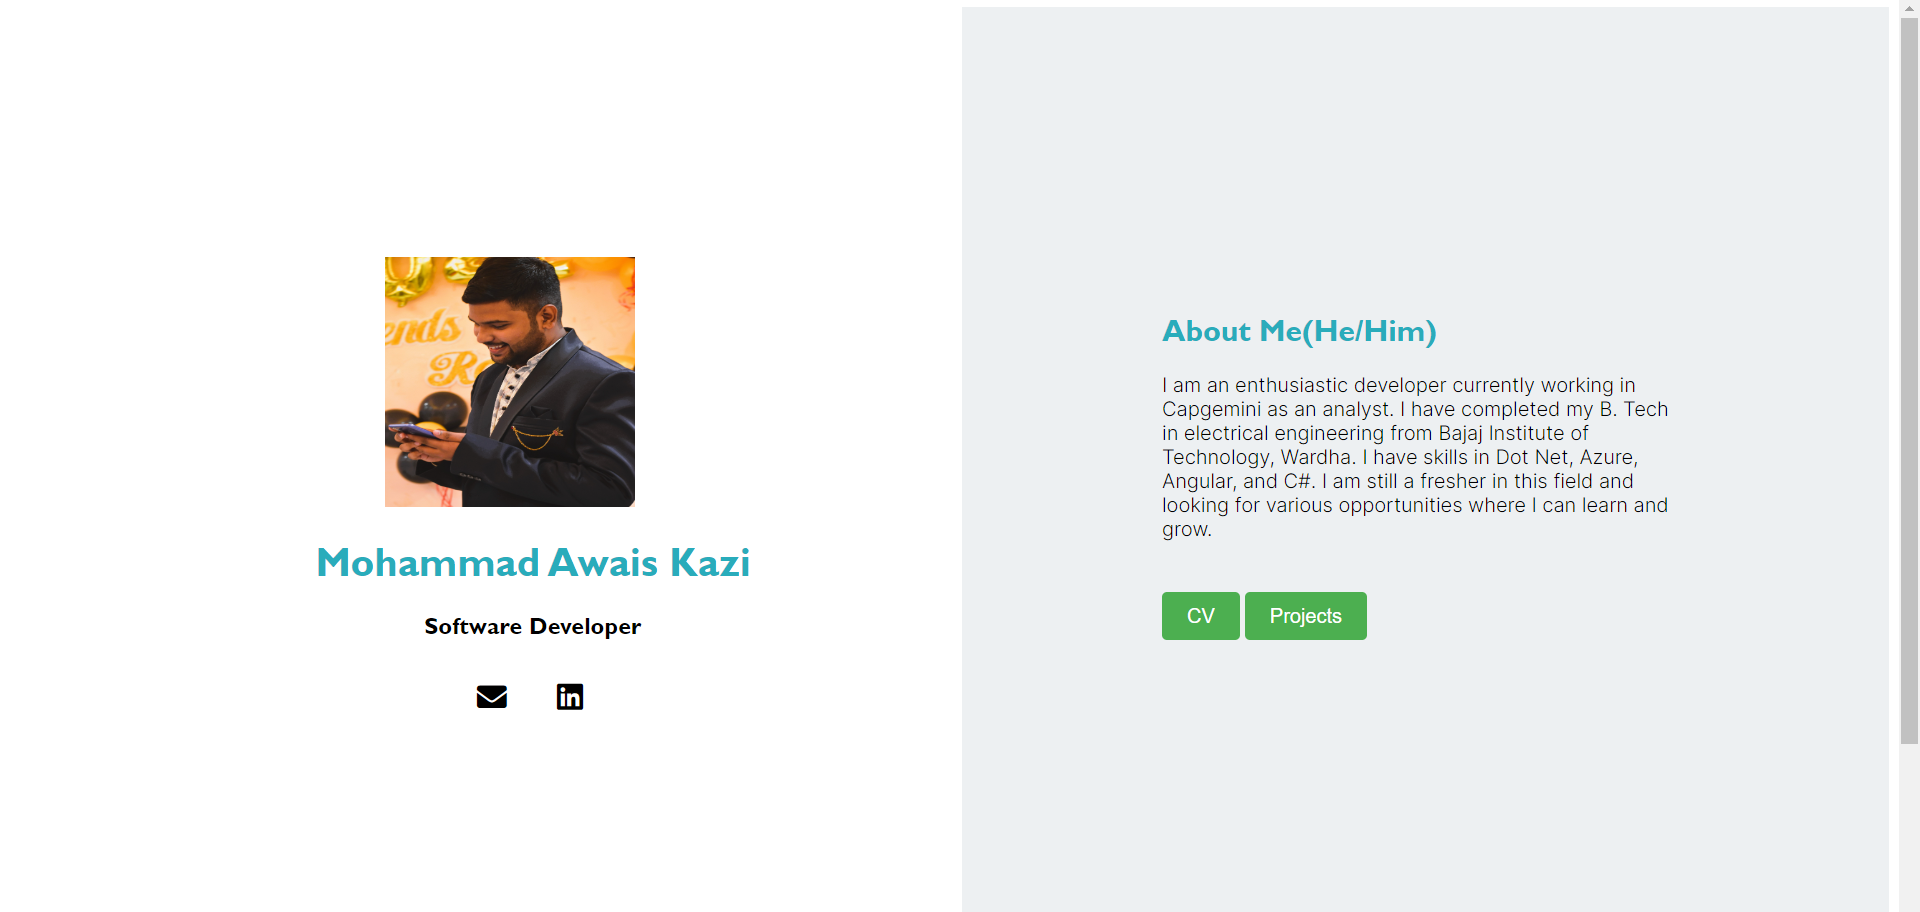 ends
Mohammad Awais Kazi
Software Developer
in
About Me(He/Him)
I am an enthusiastic developer currently working in
Capgemini as an analyst. I have completed my B. Tech
in electrical engineering from Bajaj Institute of
Technology, Wardha. I have skills in Dot Net, Azure,
Angular, and C#. I am still a fresher in this field and
looking for various opportunities where I can learn and
grow.
CV Projects